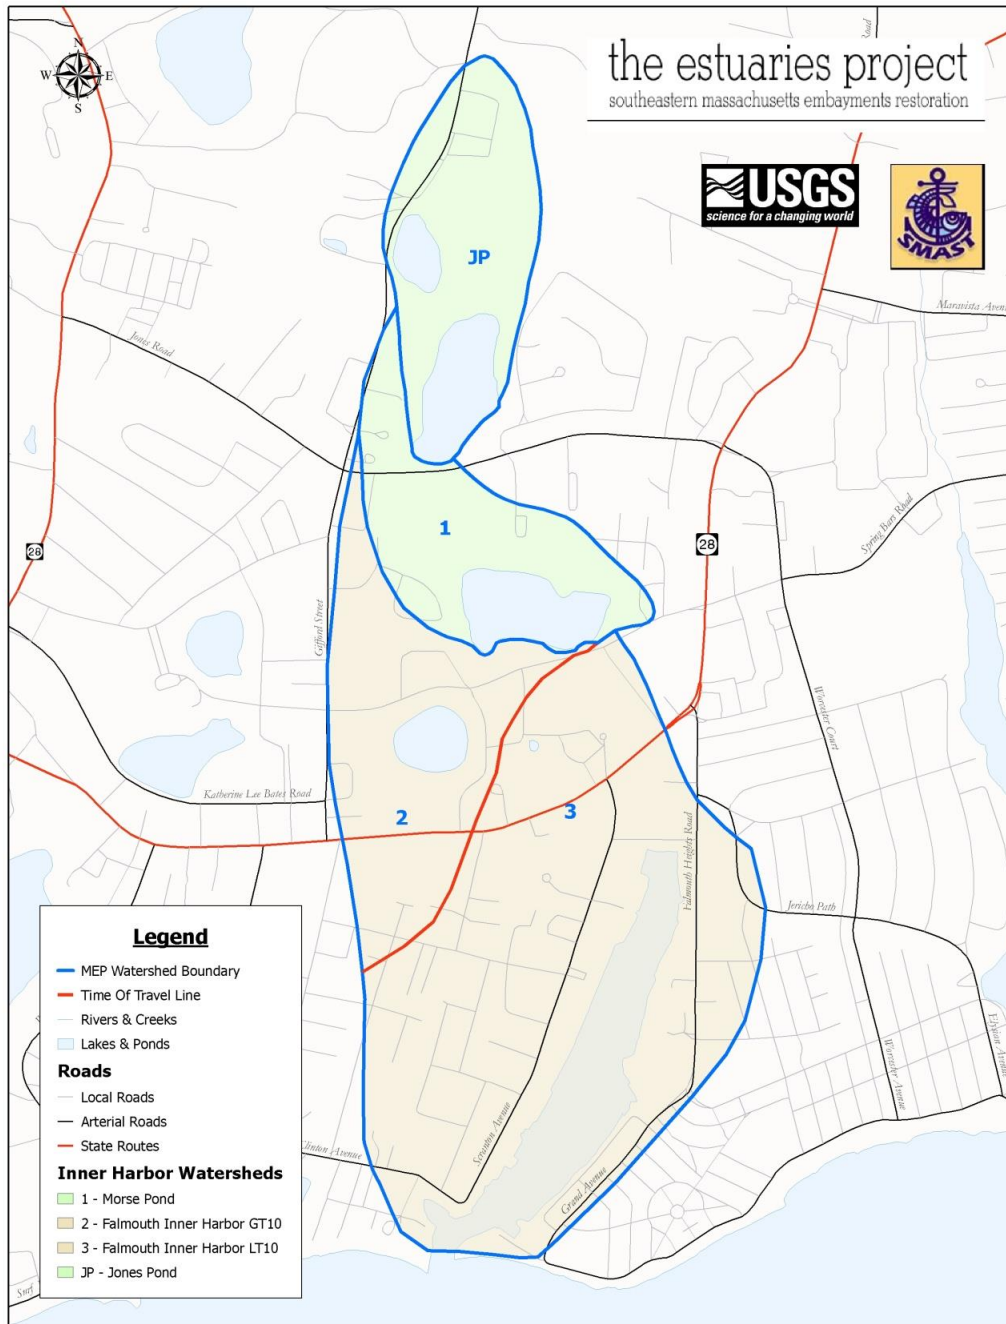 N
W E
S
the estuaries project
southeastern massachusetts embayments restoration
Road
USGS
science for a changing world
SMAST
JP
Maravista Aven
Jones Road
1
28
28
Spring Bars Road
Gifford Street
Worcester Court
Katherine Lee Bates Road
2
3
Falmouth Heights Road
Jericho Path
Legend
MEP Watershed Boundary
Time Of Travel Line
Rivers & Creeks
Lakes & Ponds
Roads
Local Roads
Arterial Roads
State Routes
Inner Harbor Watersheds
1 - Morse Pond
2 - Falmouth Inner Harbor GT10
3 - Falmouth Inner Harbor LT10
JP - Jones Pond
Elysian Avenue
Worcester Avenue
Scranton Avenue
Clinton Avenue
Grand Avenue
Surf